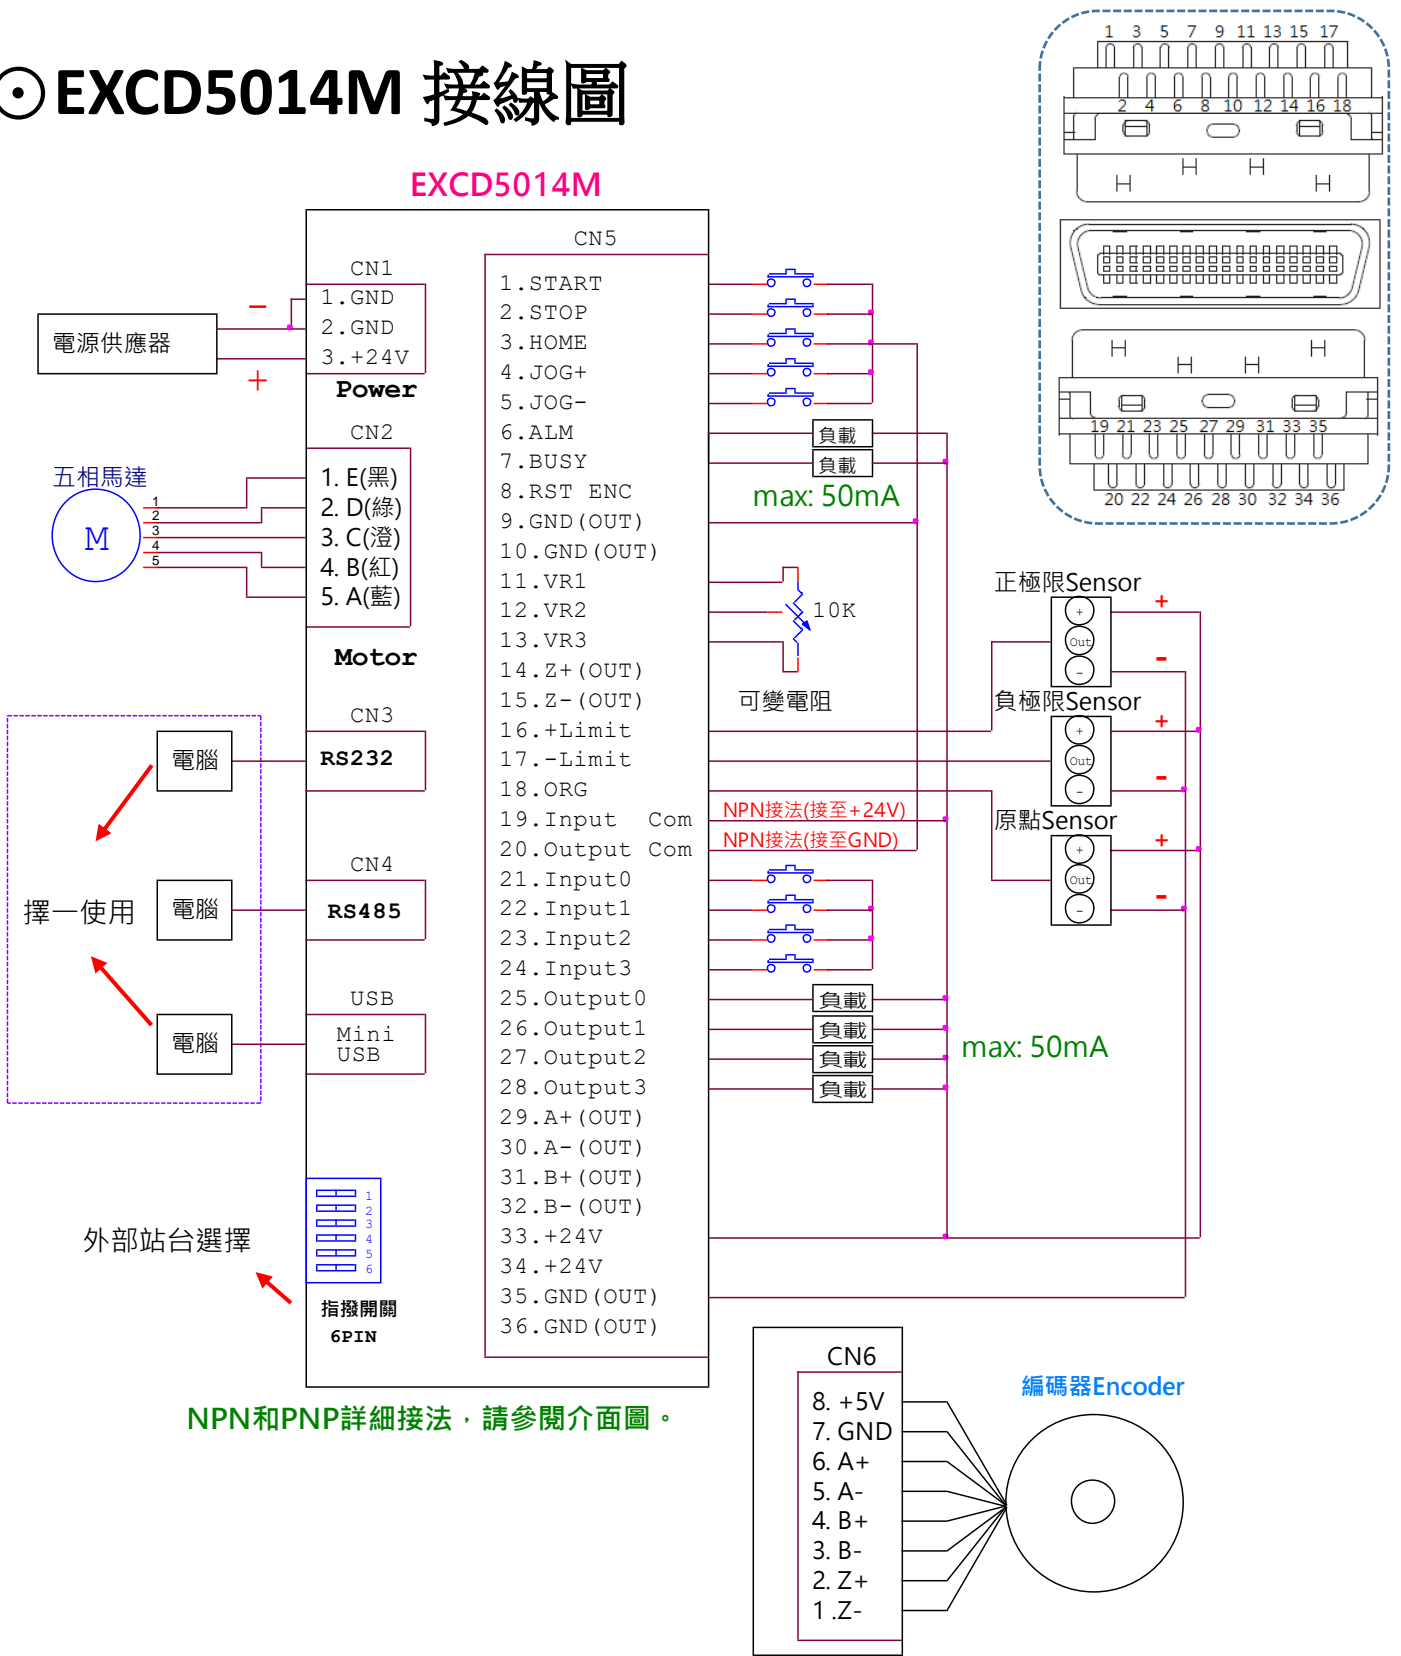 ⊙EXCD5014M 接線圖
1 3 5 7 9 11 13 15 17
2 4 6 8 10 12 14 16 18
19 21 23 25 27 29 31 33 35
20 22 24 26 28 30 32 34 36
EXCD5014M
電源供應器
−
+
CN1
1.GND
2.GND
3.+24V
Power
五相馬達
M
1
2
3
4
5
CN2
1. E(黑)
2. D(綠)
3. C(澄)
4. B(紅)
5. A(藍)
Motor
擇一使用
電腦
CN3
RS232
電腦
CN4
RS485
電腦
USB
Mini
USB
外部站台選擇
1
2
3
4
5
6
指撥開關
6PIN
CN5
1.START
2.STOP
3.HOME
4.JOG+
5.JOG-
6.ALM
7.BUSY
8.RST ENC
9.GND(OUT)
10.GND(OUT)
11.VR1
12.VR2
13.VR3
14.Z+(OUT)
15.Z-(OUT)
16.+Limit
17.-Limit
18.ORG
19.Input Com
20.Output Com
21.Input0
22.Input1
23.Input2
24.Input3
25.Output0
26.Output1
27.Output2
28.Output3
29.A+(OUT)
30.A-(OUT)
31.B+(OUT)
32.B-(OUT)
33.+24V
34.+24V
35.GND(OUT)
36.GND(OUT)
負載
負載
max: 50mA
10K
可變電阻
NPN接法(接至+24V)
NPN接法(接至GND)
負載
負載
負載
負載
max: 50mA
正極限Sensor
+
Out
-
+
-
負極限Sensor
+
Out
-
+
-
原點Sensor
+
Out
-
+
-
NPN和PNP詳細接法，請參閱介面圖。
CN6
8. +5V
7. GND
6. A+
5. A-
4. B+
3. B-
2. Z+
1 .Z-
編碼器Encoder